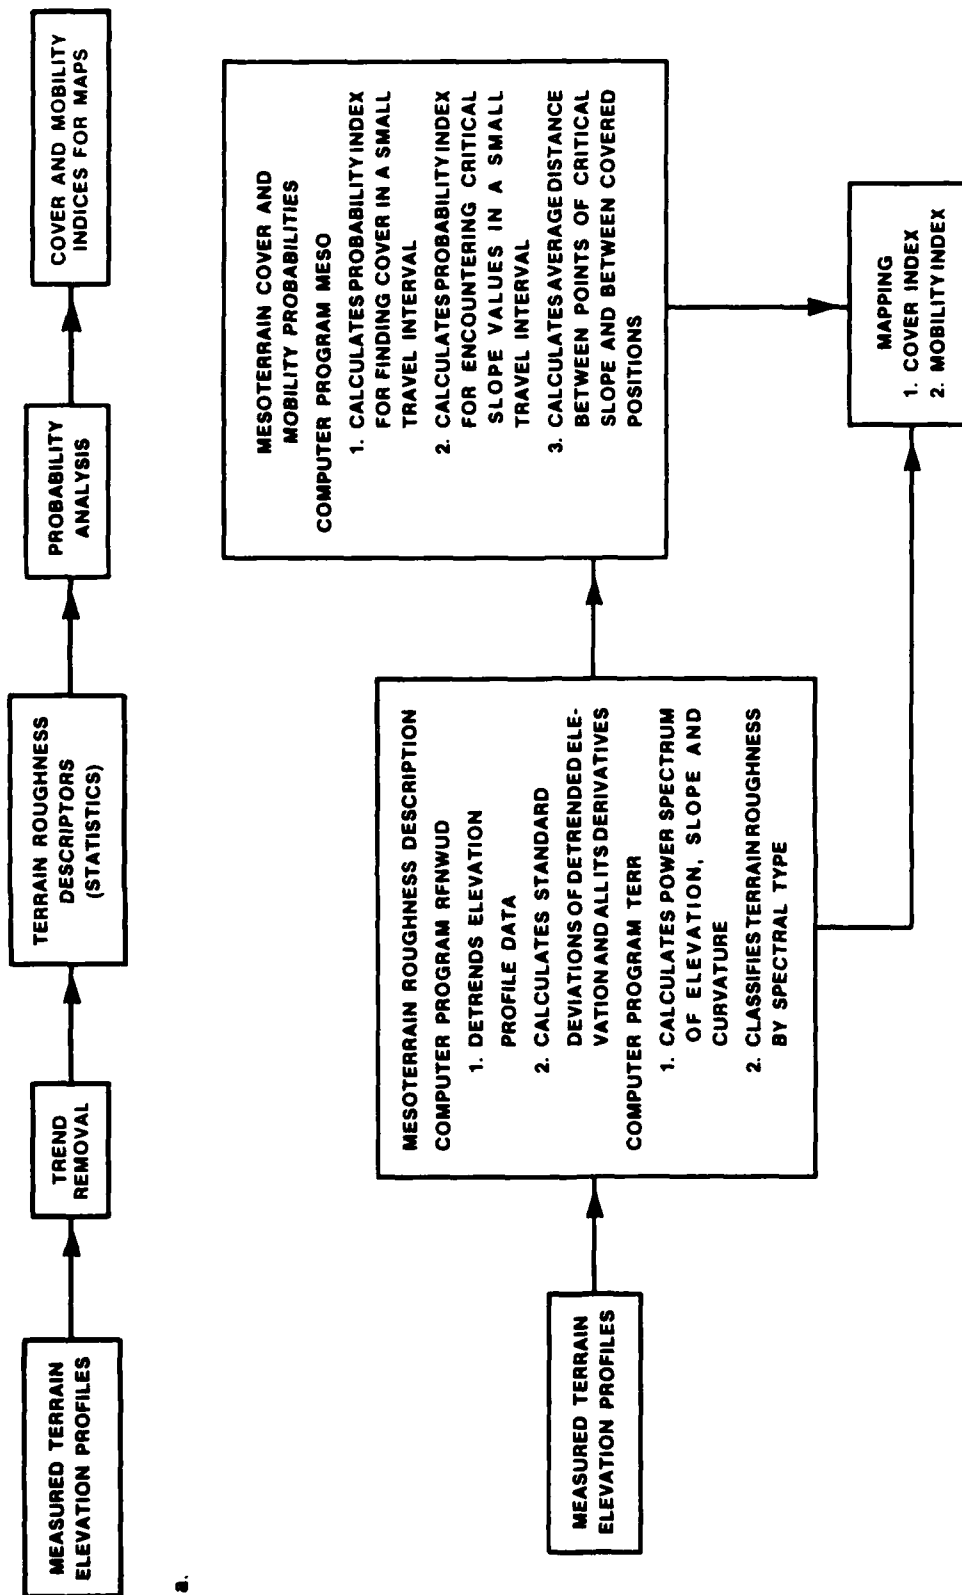 MEASURED TERRAIN
ELEVATION PROFILES
TREND
REMOVAL
TERRAIN ROUGHNESS
DESCRIPTORS
(STATISTICS)
PROBABILITY
ANALYSIS
COVER AND MOBILITY
INDICES FOR MAPS
a.
MEASURED TERRAIN
ELEVATION PROFILES
MESOTERRAIN ROUGHNESS DESCRIPTION
COMPUTER PROGRAM RFNWUD
1. DETRENDS ELEVATION
PROFILE DATA
2. CALCULATES STANDARD
DEVIATIONS OF DETRENDED ELE-
VATION AND ALL ITS DERIVATIVES
COMPUTER PROGRAM TERR
1. CALCULATES POWER SPECTRUM
OF ELEVATION, SLOPE AND
CURVATURE
2. CLASSIFIES TERRAIN ROUGHNESS
BY SPECTRAL TYPE
MESOTERRAIN COVER AND
MOBILITY PROBABILITIES
COMPUTER PROGRAM MESO
1. CALCULATES PROBABILITY INDEX
FOR FINDING COVER IN A SMALL
TRAVEL INTERVAL
2. CALCULATES PROBABILITY INDEX
FOR ENCOUNTERING CRITICAL
SLOPE VALUES IN A SMALL
TRAVEL INTERVAL
3. CALCULATES AVERAGE DISTANCE
BETWEEN POINTS OF CRITICAL
SLOPE AND BETWEEN COVERED
POSITIONS
MAPPING
1. COVER INDEX
2. MOBILITY INDEX